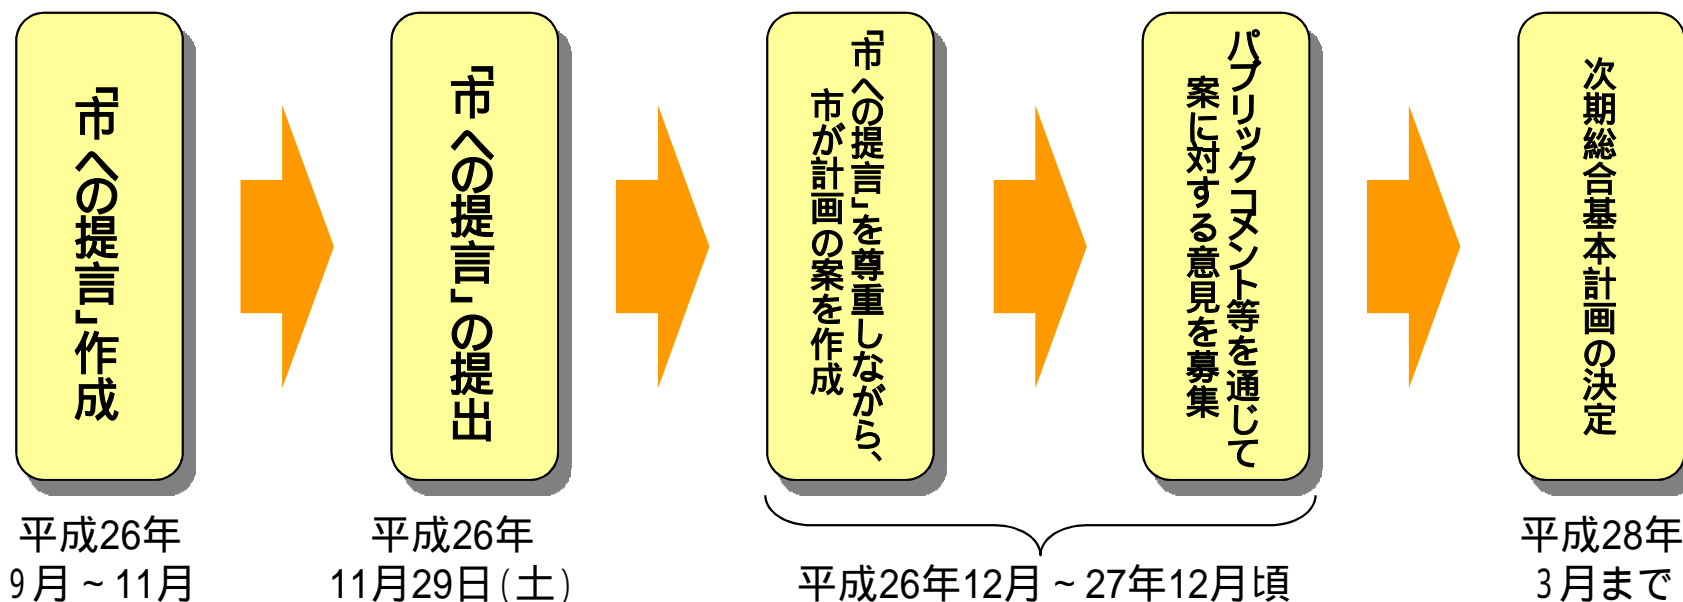 「市への提言」作成
「市への提言」の提出
「市への提言」を尊重しながら、
市が計画の案を作成
パブリックコメント等を通じて
案に対する意見を募集
次期総合基本計画の決定
平成26年
9月~11月
平成26年
11月29日(土)
平成26年12月~27年12月頃
平成28年
3月まで